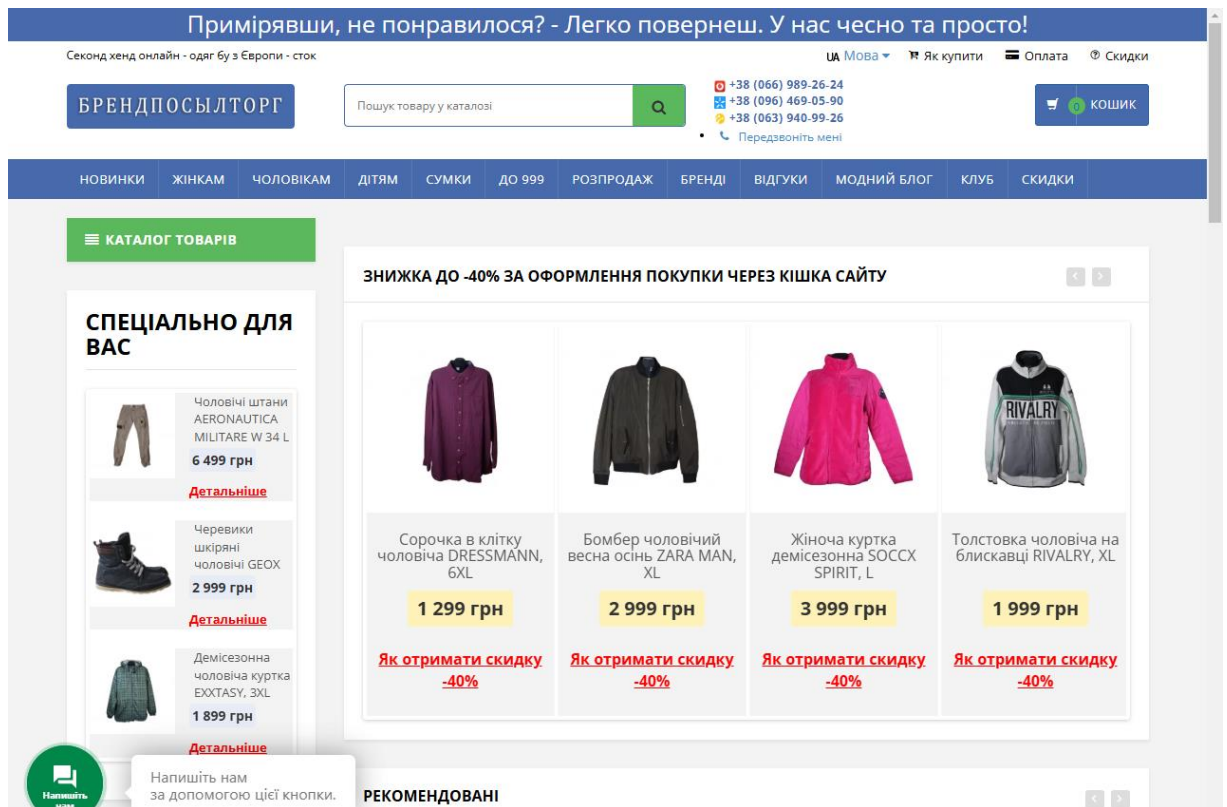 Примірявши, не понравилося? - Легко повернеш. У нас чесно та просто!
Секонд хенд онлайн - одяг бу з Європи - сток
UA Мова
Як купити
Оплата
Скидки
БРЕНДПОСЫЛТОРГ
Пошук товару у каталозі
+38 (066) 989-26-24
+38 (096) 469-05-90
+38 (063) 940-99-26
Передзвоніть мені
0 КОШИК
НОВИНКИ ЖІНКАМ ЧОЛОВІКАМ ДІТЯМ СУМКИ ДО 999 РОЗПРОДАЖ БРЕНДІ ВІДГУКИ МОДНИЙ БЛОГ КЛУБ СКИДКИ
КАТАЛОГ ТОВАРІВ
СПЕЦІАЛЬНО ДЛЯ
ВАС
Чоловічі штани
AERONAUTICA
MILITARE W 34 L
6 499 грн
Детальніше
Черевики
шкіряні
чоловічі GEOX
2 999 грн
Детальніше
Демісезонна
чоловіча куртка
EXXTASY, 3XL
1 899 грн
Детальніше
ЗНИЖКА ДО -40% ЗА ОФОРМЛЕННЯ ПОКУПКИ ЧЕРЕЗ КІШКА САЙТУ
RIVALRY
Сорочка в клітку
чоловіча DRESSMANN,
6XL
1 299 грн
Як отримати скидку
-40%
Бомбер чоловічий
весна осінь ZARA MAN,
XL
2 999 грн
Як отримати скидку
-40%
Жіноча куртка
демісезонна SOCCX
SPIRIT, L
3 999 грн
Як отримати скидку
-40%
Толстовка чоловіча на
блискавці RIVALRY, XL
1 999 грн
Як отримати скидку
-40%
Напишіть
нам
Напишіть нам
за допомогою цієї кнопки.
РЕКОМЕНДОВАНІ